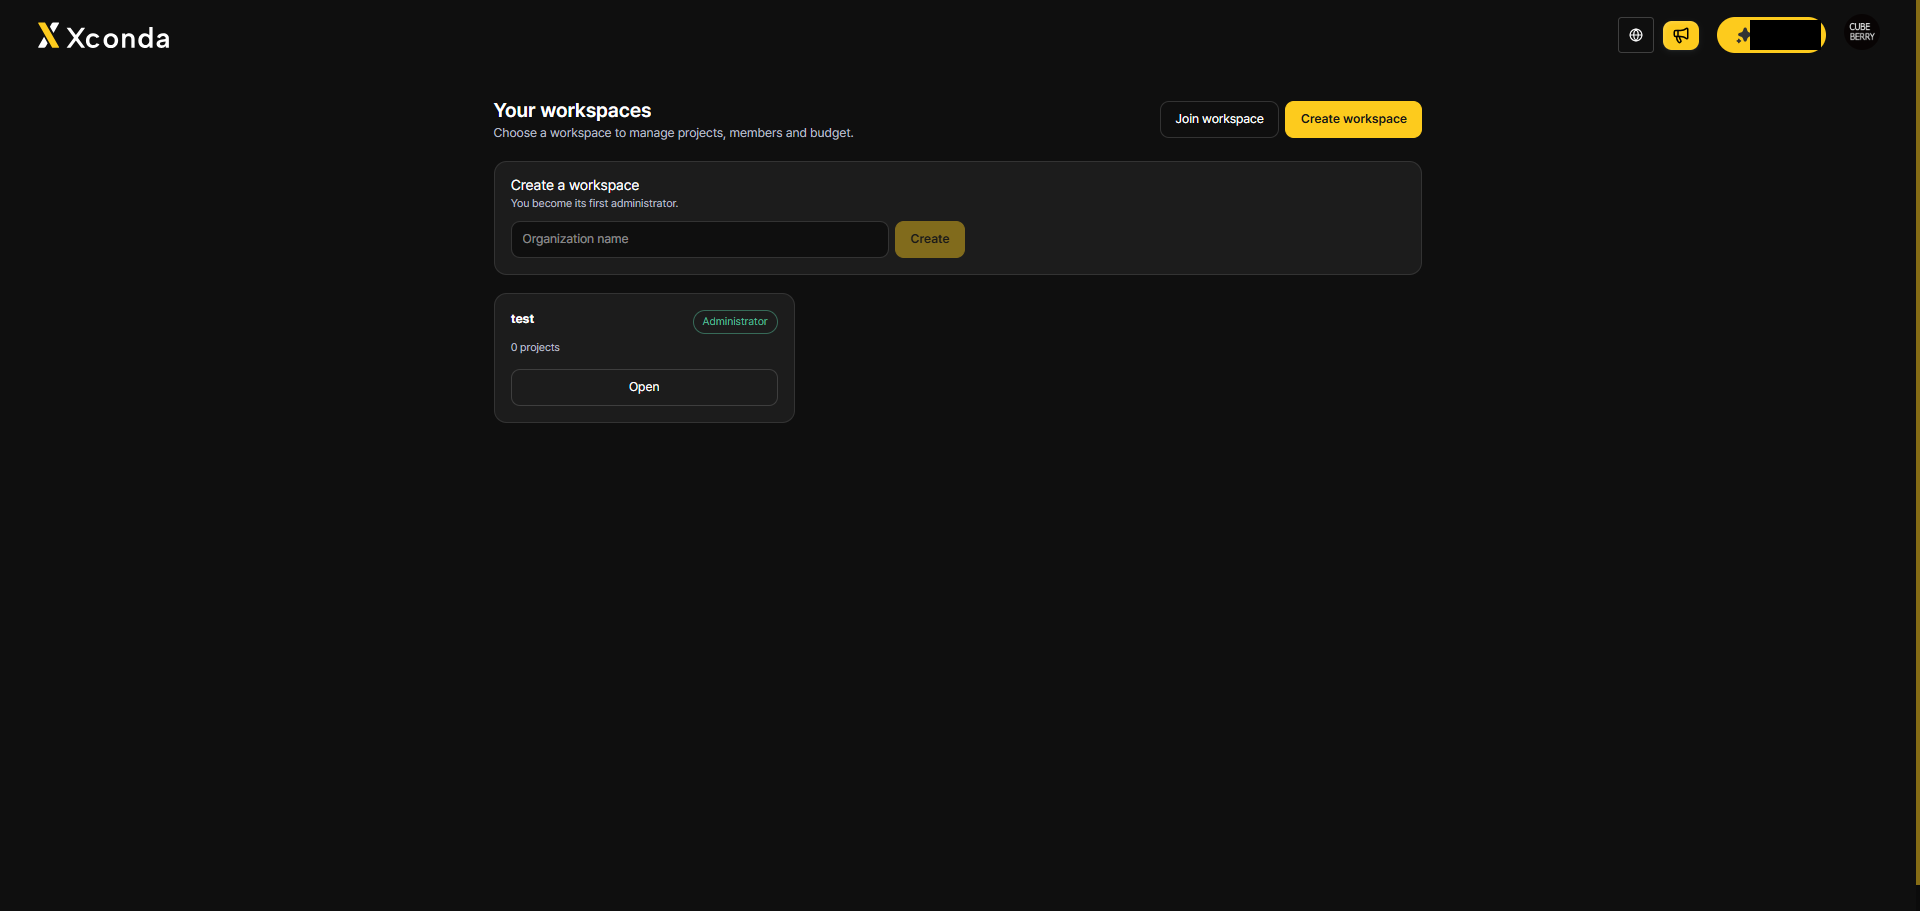 Xconda
CUBE
BERRY
Your workspaces
Choose a workspace to manage projects, members and budget.
Join workspace
Create workspace
Create a workspace
You become its first administrator.
Organization name
Create
test
Administrator
0 projects
Open